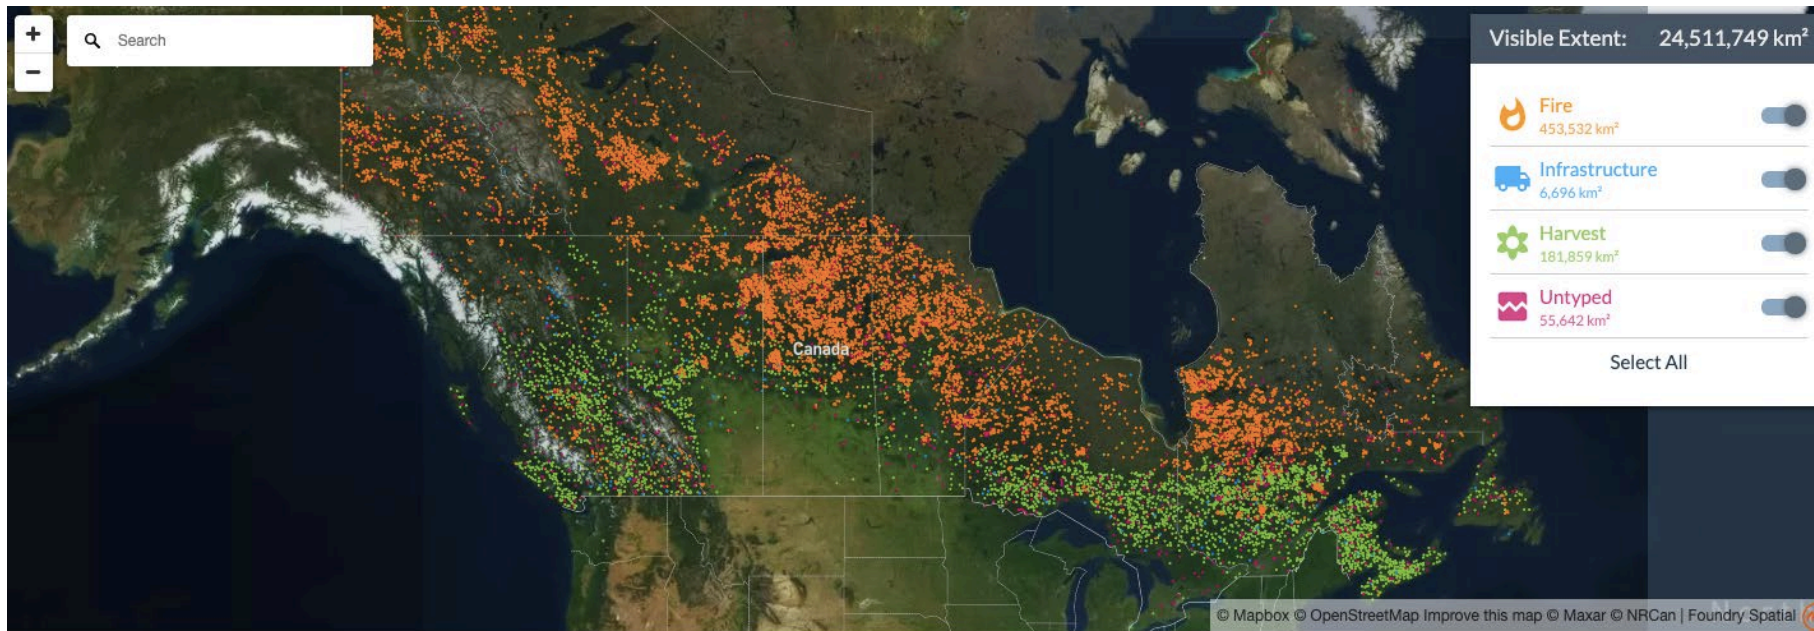 +
−
Search
Visible Extent: 24,511,749 km²
Fire
453,532 km²
Infrastructure
6,696 km²
Harvest
181,859 km²
Untyped
55,642 km²
Select All
Canada
© Mapbox © OpenStreetMap Improve this map © Maxar © NRCan | Foundry Spatial